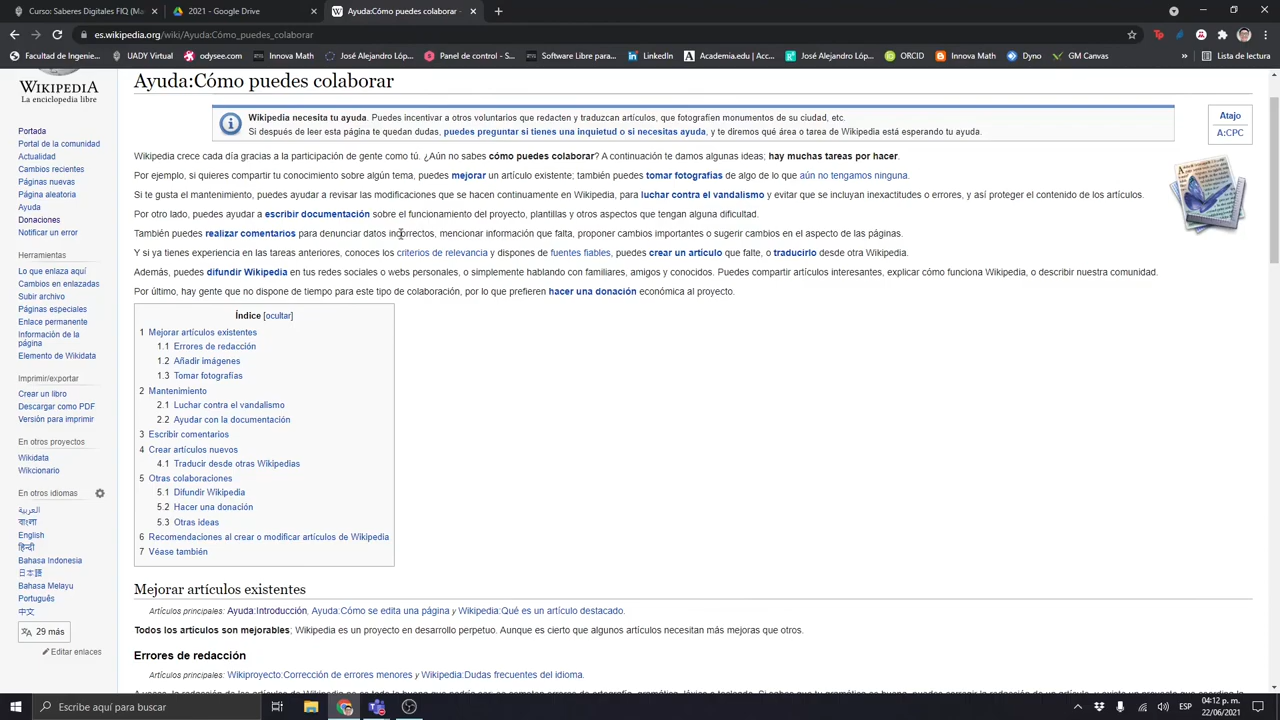 Curso: Saberes Digitales FIQ (Ma
Google Drive
Ayuda:Cómo puedes colaborar
es.wikipedia.org/wiki/Ayuda:Cómo_puedes_colaborar
Facultad de Ingenie...
UADY Virtual
odysee.com
Innova Math
Panel de control - S...
Software Libre para...
LinkedIn
Academia.edu...
José Alejandro López
ORCID
Innova Math
Dyno
GM Canvas
»
Lista de lectura
WIKIPEDIA
La enciclopedia libre
Portada
Portal de la comunidad
Actualidad
Cambios recientes
Páginas nuevas
Página aleatoria
Ayuda
Donaciones
Notificar un error
Herramientas
Lo que enlaza aquí
Cambios en enlazadas
Subir archivo
Páginas especiales
Enlace permanente
Información de la
página
Elemento de Wikidata
Imprimir/exportar
Crear un libro
Descargar como PDF
Versión para imprimir
En otros proyectos
Wikidata
Wikcionario
En otros idiomas
العربية
বাংলা
English
हिन्दी
Bahasa Indonesia
日本語
Bahasa Melayu
Português
中文
29 más
Editar enlaces
Ayuda:Cómo puedes colaborar
Wikipedia necesita tu ayuda. Puedes incentivar a otros voluntarios que redacten y traduzcan artículos, que fotografíen monumentos de su ciudad, etc.
Si después de leer esta página te quedan dudas, puedes preguntar si tienes una inquietud o si necesitas ayuda, y te diremos qué área o tarea de Wikipedia está esperando tu ayuda.
Atajo
A:CPC
Wikipedia crece cada día gracias a la participación de gente como tú. ¿Aún no sabes cómo puedes colaborar? A continuación te damos algunas ideas; hay muchas tareas por hacer.
Por ejemplo, si quieres compartir tu conocimiento sobre algún tema, puedes mejorar un artículo existente; también puedes tomar fotografías de algo de lo que aún no tengamos ninguna.
Si te gusta el mantenimiento, puedes ayudar a revisar las modificaciones que se hacen continuamente en Wikipedia, para luchar contra el vandalismo y evitar que se incluyan inexactitudes o errores, y así proteger el contenido de los artículos.
Por otro lado, puedes ayudar a escribir documentación sobre el funcionamiento del proyecto, plantillas y otros aspectos que tengan alguna dificultad.
También puedes realizar comentarios para denunciar datos incorrectos, mencionar información que falta, proponer cambios importantes o sugerir cambios en el aspecto de las páginas.
Y si ya tienes experiencia en las tareas anteriores, conoces los criterios de relevancia y dispones de fuentes fiables, puedes crear un artículo que falte, o traducirlo desde otra Wikipedia.
Además, puedes difundir Wikipedia en tus redes sociales o webs personales, o simplemente hablando con familiares, amigos y conocidos. Puedes compartir artículos interesantes, explicar cómo funciona Wikipedia, o describir nuestra comunidad.
Por último, hay gente que no dispone de tiempo para este tipo de colaboración, por lo que prefieren hacer una donación económica al proyecto.
Índice [ocultar]
1 Mejorar artículos existentes
1.1 Errores de redacción
1.2 Añadir imágenes
1.3 Tomar fotografías
2 Mantenimiento
2.1 Luchar contra el vandalismo
2.2 Ayudar con la documentación
3 Escribir comentarios
4 Crear artículos nuevos
4.1 Traducir desde otras Wikipedias
5 Otras colaboraciones
5.1 Difundir Wikipedia
5.2 Hacer una donación
5.3 Otras ideas
6 Recomendaciones al crear o modificar artículos de Wikipedia
7 Véase también
Mejorar artículos existentes
Artículos principales: Ayuda:Introducción, Ayuda:Cómo se edita una página y Wikipedia:Qué es un artículo destacado.
Todos los artículos son mejorables; Wikipedia es un proyecto en desarrollo perpetuo. Aunque es cierto que algunos artículos necesitan más mejoras que otros.
Errores de redacción
Artículos principales: Wikiproyecto:Corrección de errores menores y Wikipedia:Dudas frecuentes del idioma.
Escribe aquí para buscar
ESP
04:12 p. m.
22/06/2021